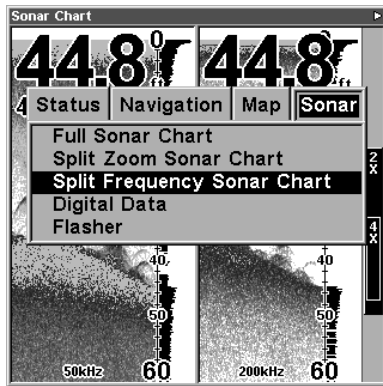 Sonar Chart
44.8 ft 0 44.8 ft
Status Navigation Map Sonar
Full Sonar Chart
Split Zoom Sonar Chart
Split Frequency Sonar Chart
Digital Data
Flasher
2X
4X
40 40
50 50
50kHz 60 200kHz 60